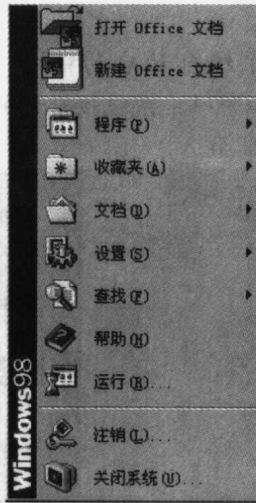 打开 Office 文档
新建 Office 文档
程序(P)
收藏夹(A)
文档(D)
设置(S)
查找(F)
帮助(H)
运行(R)...
注销(L)...
关闭系统(U)...
Windows98